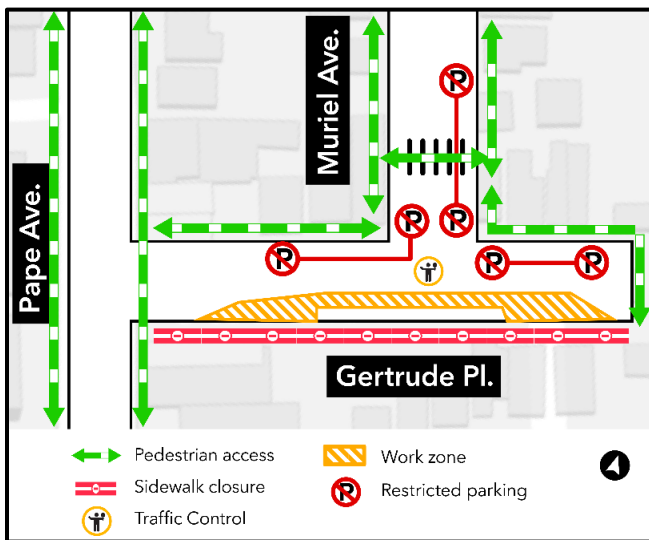 Pape Ave.
Muriel Ave.
P
P
P
P
P
P
Gertrude Pl.
Pedestrian access
Work zone
Sidewalk closure
P
Restricted parking
Traffic Control